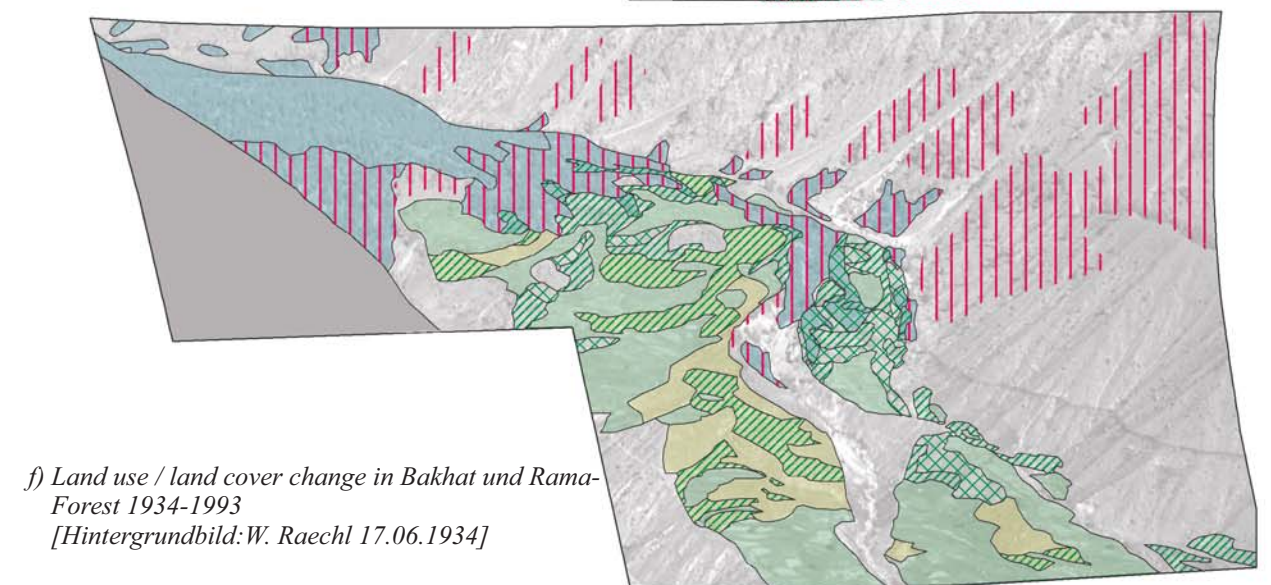 f) Land use / land cover change in Bakhat und Rama-
Forest 1934-1993
[Hintergrundbild:W. Raechl 17.06.1934]